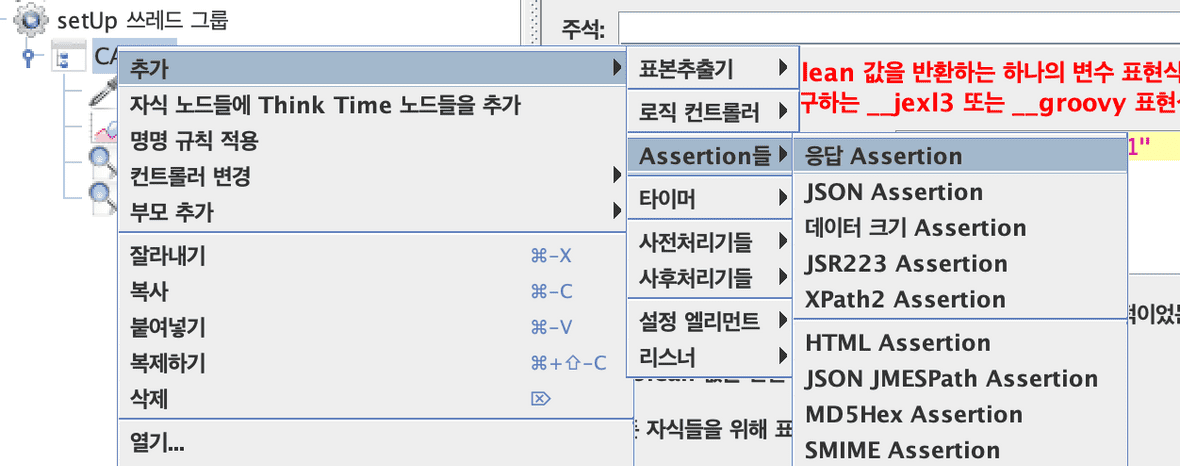 setUp 쓰레드 그룹
주석:
CA
추가
자식 노드들에 Think Time 노드들을 추가
명명 규칙 적용
컨트롤러 변경
부모 추가
잘라내기 ⌘-X
복사 ⌘-C
붙여넣기 ⌘-V
복제하기 ⌘+⇧-C
삭제 ⌦
열기...
표본추출기
로직 컨트롤러
Assertion들
타이머
사전처리기들
사후처리기들
설정 엘리먼트
리스너
응답 Assertion
JSON Assertion
데이터 크기 Assertion
JSR223 Assertion
XPath2 Assertion
HTML Assertion
JSON JMESPath Assertion
MD5Hex Assertion
SMIME Assertion
lean 값을 반환하는 하나의 변수 표현식
구하는 __jexl3 또는 __groovy 표현
1"
자식들을 위해 표